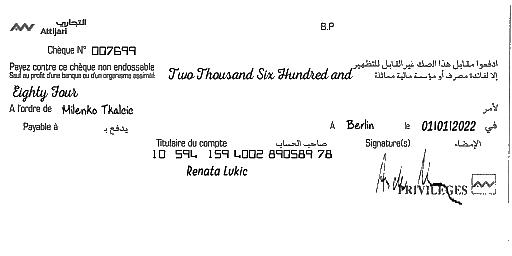 التجاري
Attijari
B.P
Chèque N° 007699
Payez contre ce chèque non endossable
Sauf au profit d'une banque ou d'un organisme assimilé
Two Thousand Six Hundred and
ادفعوا مقابل هذا الصك غير القابل للتظهير
إلا لفائدة مصرف أو مؤسسة مالية مماثلة
Eighty Four
A l'ordre de Milenko Tkalcic
لأمر
Payable à يدفع بـ
A Berlin le 01/01/2022 في
Titulaire du compte صاحب الحساب
Signature(s) الإمضاء
10 594 159 4002 890589 78
Renata Lukic
PRIVILEGES